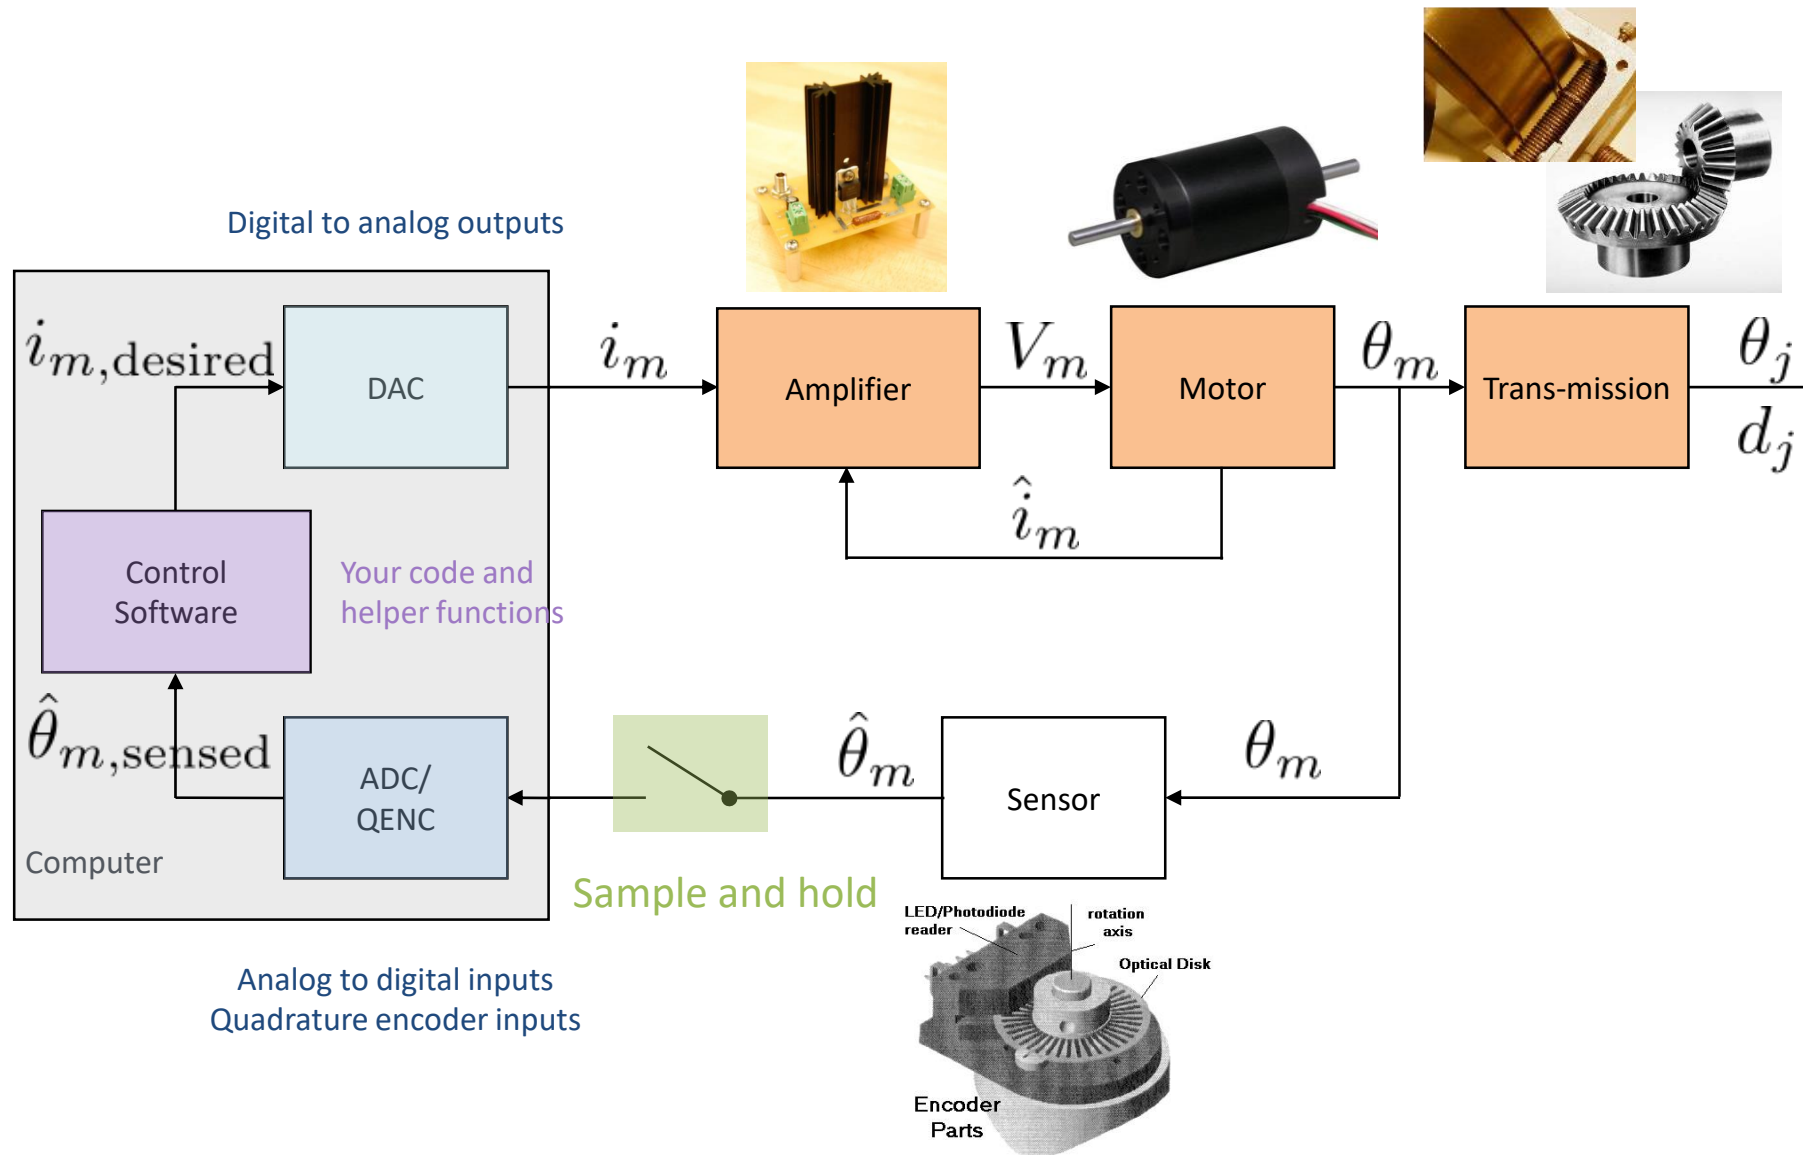 Digital to analog outputs
i_{m,desired}
DAC
i_m
Amplifier
V_m
Motor
θ_m
Trans-mission
θ_j
d_j
î_m
Control
Software
Your code and
helper functions
θ̂_{m,sensed}
ADC/
QENC
Computer
θ̂_m
Sensor
θ_m
Sample and hold
Analog to digital inputs
Quadrature encoder inputs
LED/Photodiode
reader
rotation
axis
Optical Disk
Encoder
Parts